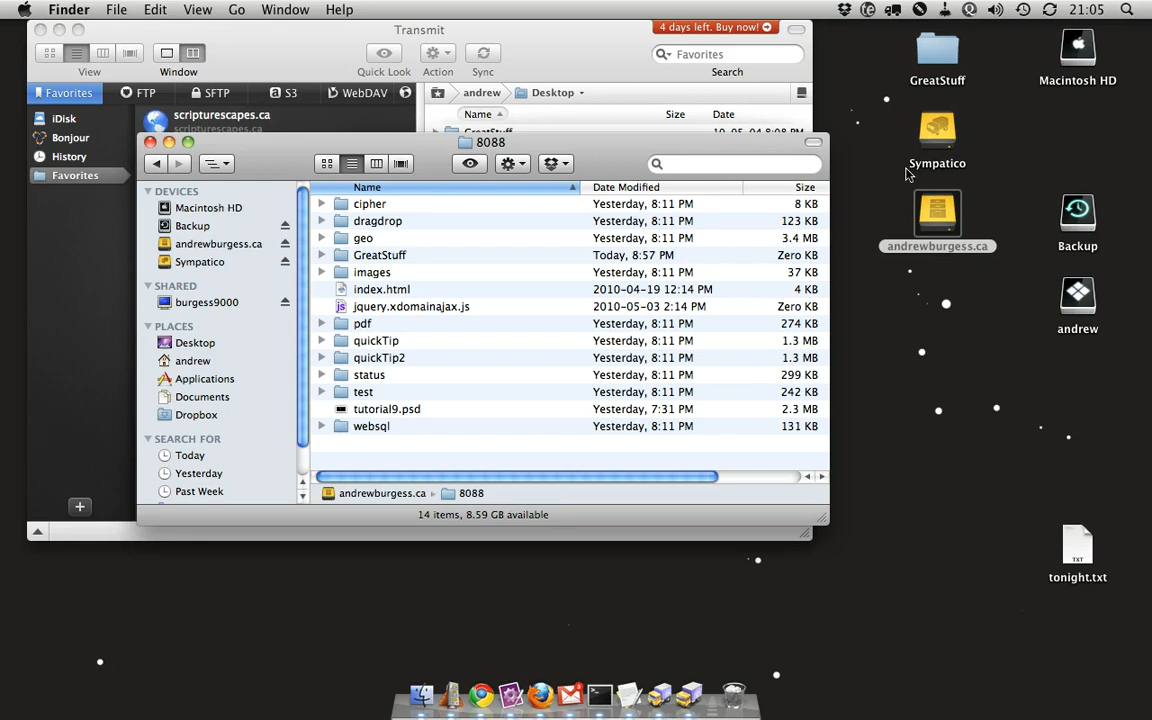 Finder File Edit View Go Window Help 21:05
Transmit
4 days left. Buy now!
View Window Quick Look Action Sync Favorites Search
Favorites FTP SFTP S3 WebDAV andrew Desktop
Name Size Date
iDisk
Bonjour
History
Favorites
scripturescapes.ca
scripturescapes.ca
GreatStuff
8088
DEVICES
Macintosh HD
Backup
andrewburgess.ca
Sympatico
SHARED
burgess9000
PLACES
Desktop
andrew
Applications
Documents
Dropbox
SEARCH FOR
Today
Yesterday
Past Week
Name Date Modified Size
cipher Yesterday, 8:11 PM 8 KB
dragdrop Yesterday, 8:11 PM 123 KB
geo Yesterday, 8:11 PM 3.4 MB
GreatStuff Today, 8:57 PM Zero KB
images Yesterday, 8:11 PM 37 KB
index.html 2010-04-19 12:14 PM 4 KB
jquery.xdomainajax.js 2010-05-03 2:14 PM Zero KB
pdf Yesterday, 8:11 PM 274 KB
quickTip Yesterday, 8:11 PM 1.3 MB
quickTip2 Yesterday, 8:11 PM 1.3 MB
status Yesterday, 8:11 PM 299 KB
test Yesterday, 8:11 PM 242 KB
tutorial9.psd Yesterday, 7:31 PM 2.3 MB
websql Yesterday, 8:11 PM 131 KB
andrewburgess.ca 8088
14 items, 8.59 GB available
GreatStuff
Macintosh HD
Sympatico
andrewburgess.ca
Backup
andrew
TXT
tonight.txt